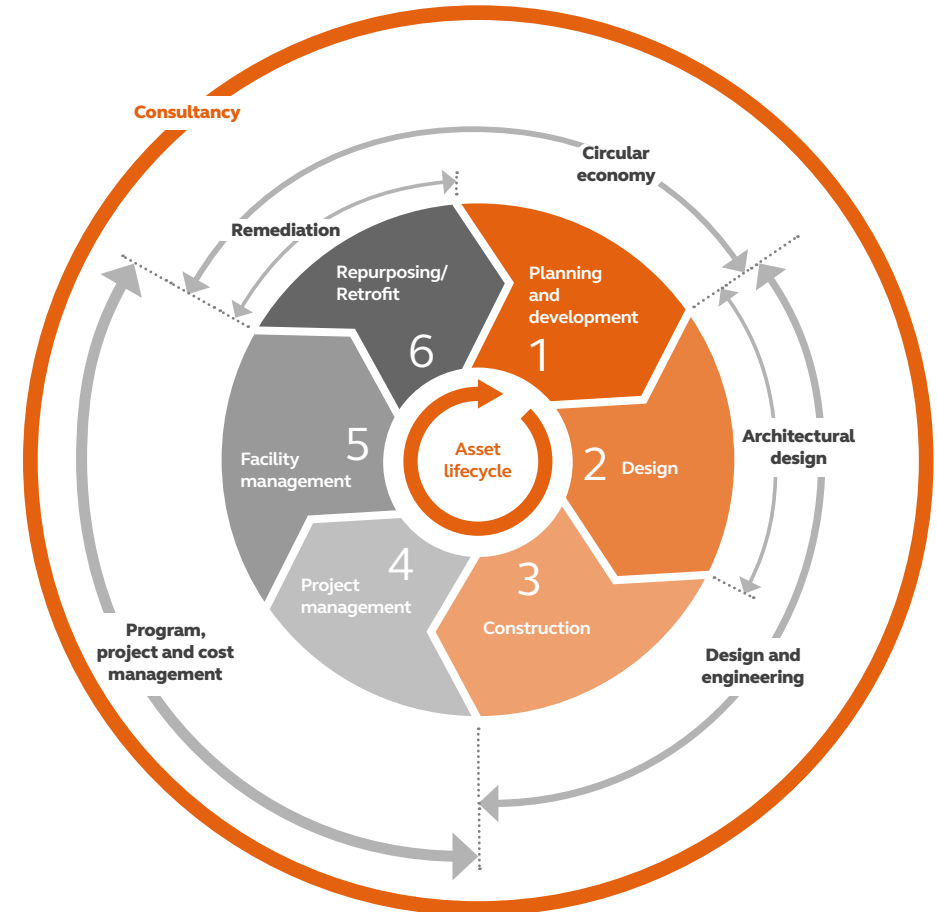 Consultancy
Circular
economy
Remediation
Repurposing/
Retrofit
6
Planning
and
development
1
Asset
lifecycle
2
Design
Architectural
design
5
Facility
management
4
Project
management
3
Construction
Program,
project and cost
management
Design and
engineering